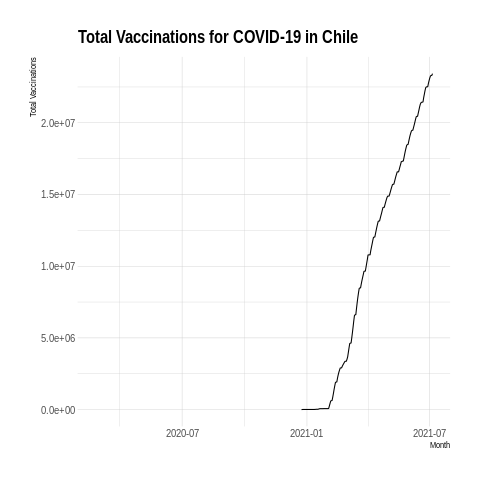 Total Vaccinations for COVID-19 in Chile
Total Vaccinations
2.0e+07
1.5e+07
1.0e+07
5.0e+06
0.0e+00
2020-07 2021-01 2021-07
Month